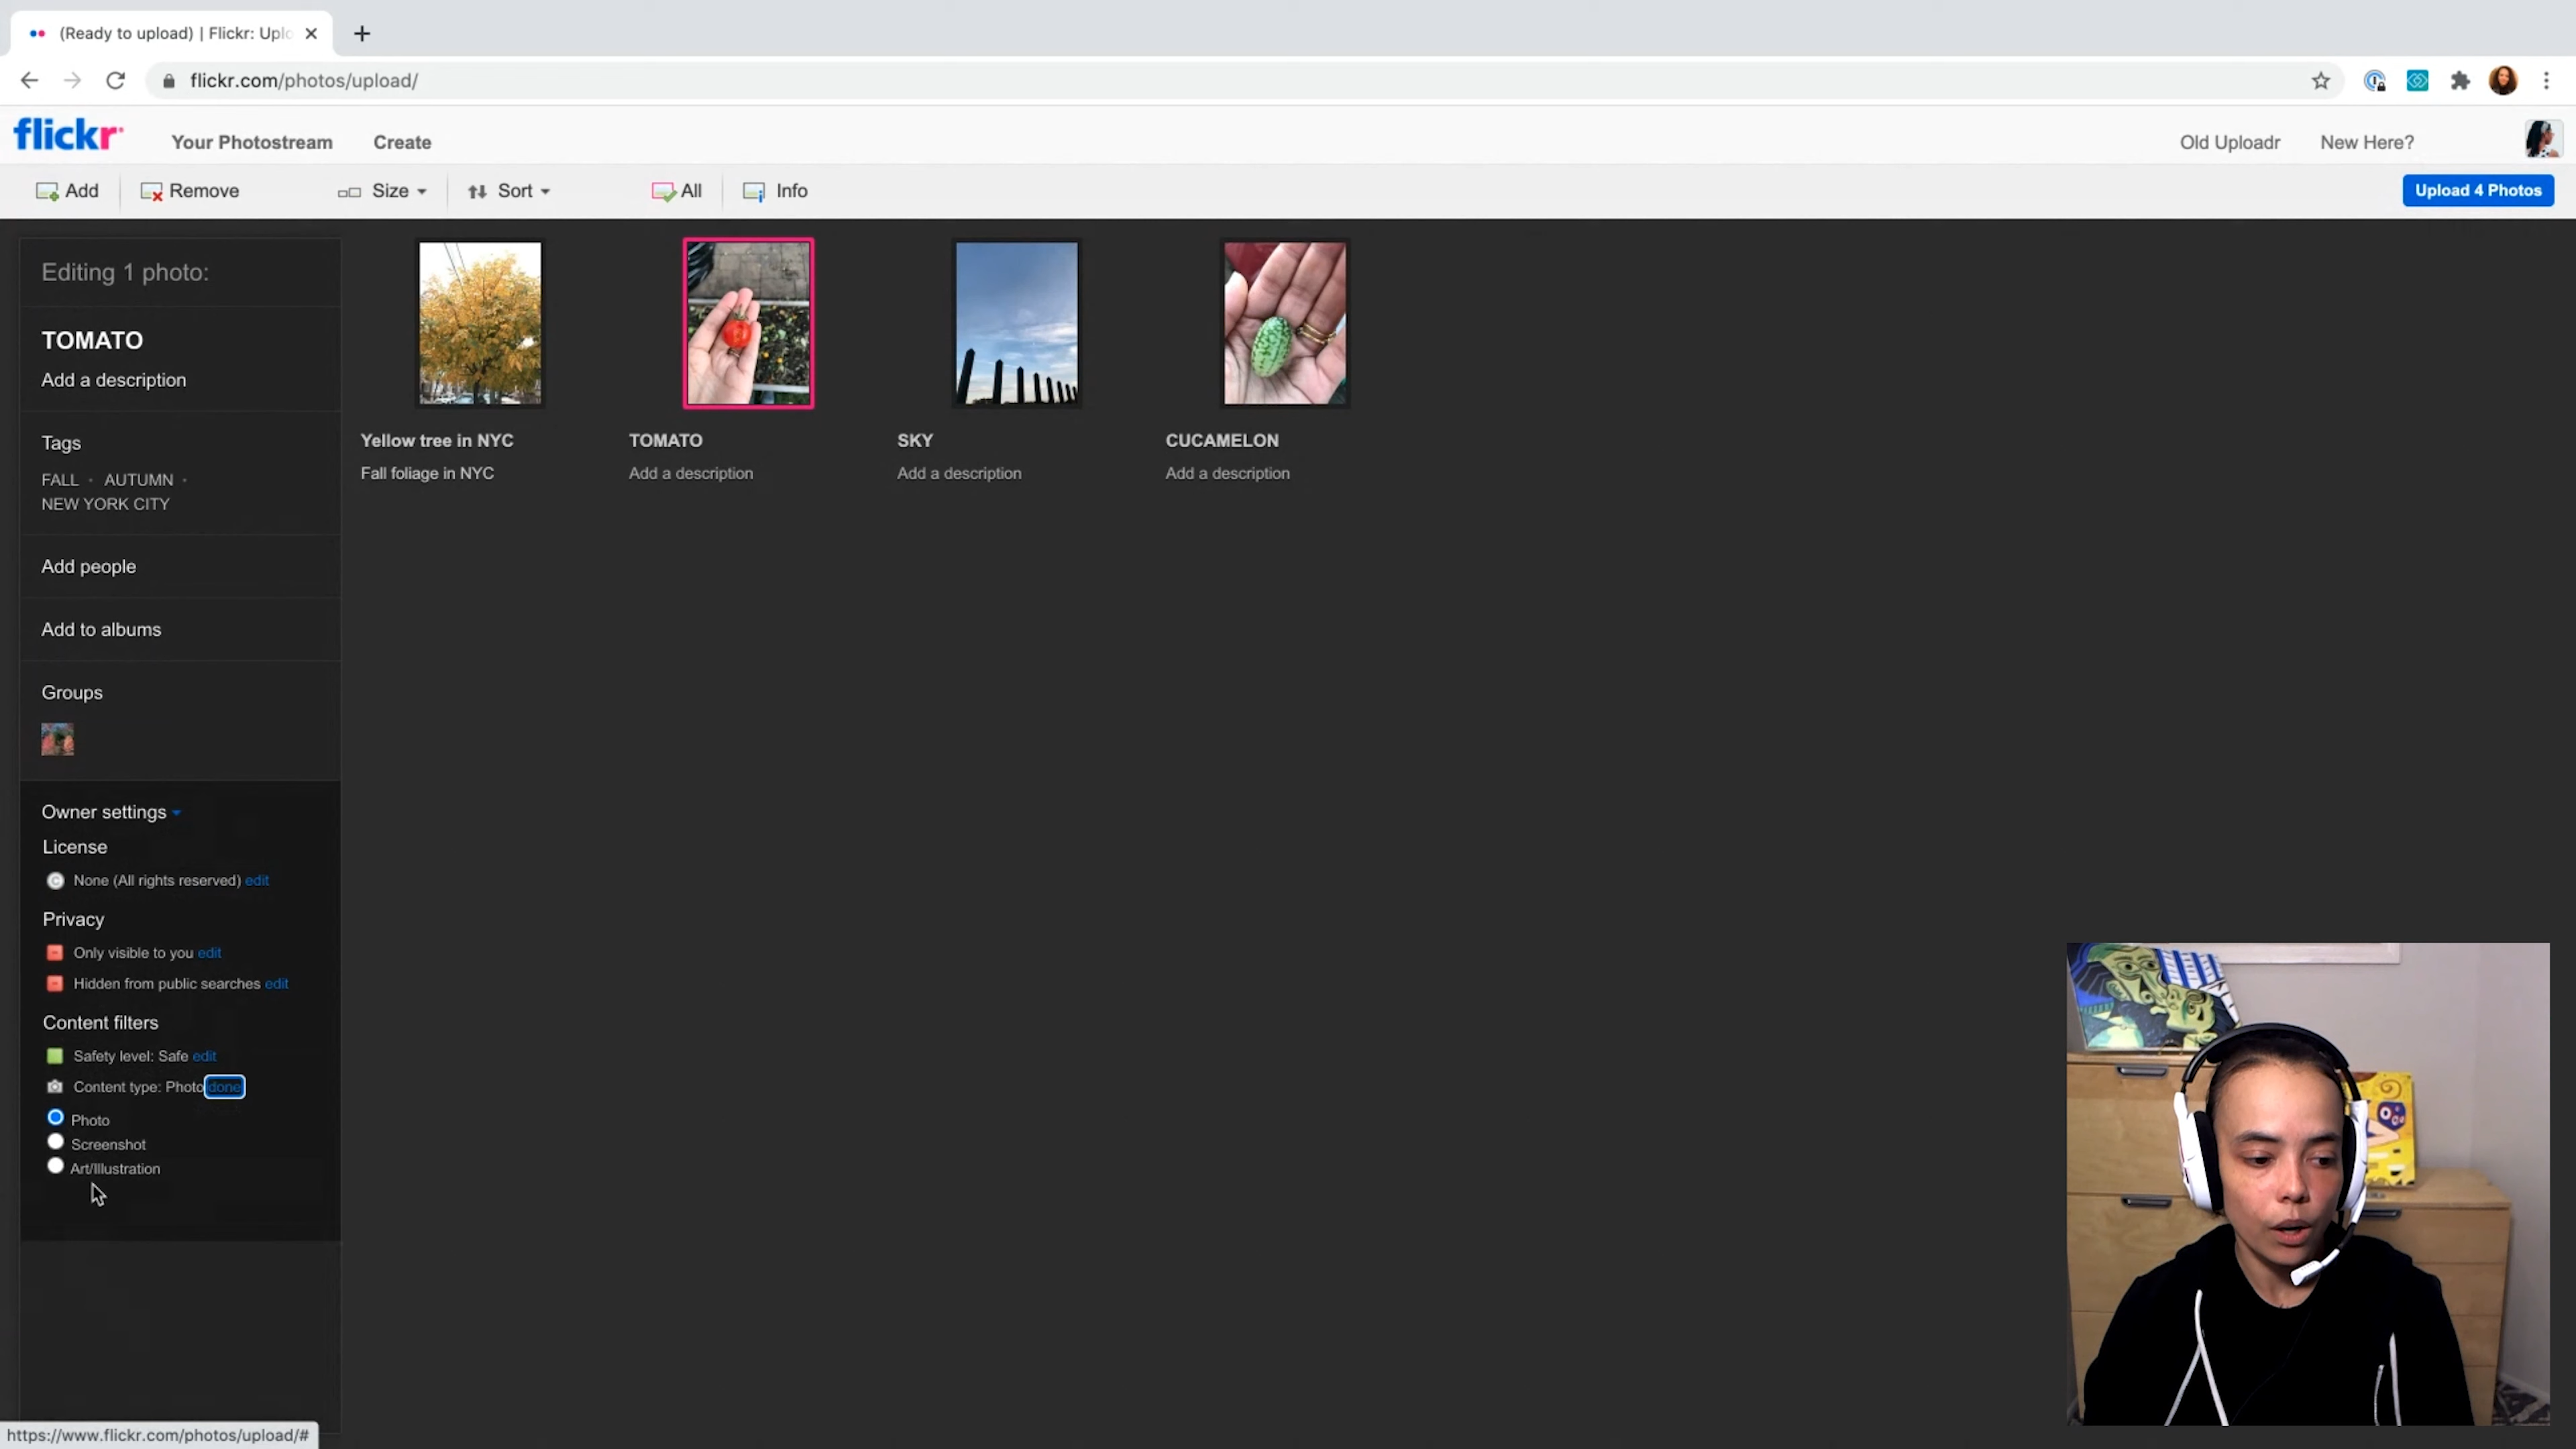 (Ready to upload) | Flickr: Uplo
flickr.com/photos/upload/
flickr
Your Photostream
Create
Old Uploadr
New Here?
Add
Remove
Size
Sort
All
Info
Upload 4 Photos
Editing 1 photo:
TOMATO
Add a description
Tags
FALL · AUTUMN ·
NEW YORK CITY
Add people
Add to albums
Groups
Owner settings
License
None (All rights reserved) edit
Privacy
Only visible to you edit
Hidden from public searches edit
Content filters
Safety level: Safe edit
Content type: Photo done
Photo
Screenshot
Art/Illustration
Yellow tree in NYC
Fall foliage in NYC
TOMATO
Add a description
SKY
Add a description
CUCAMELON
Add a description
https://www.flickr.com/photos/upload/#